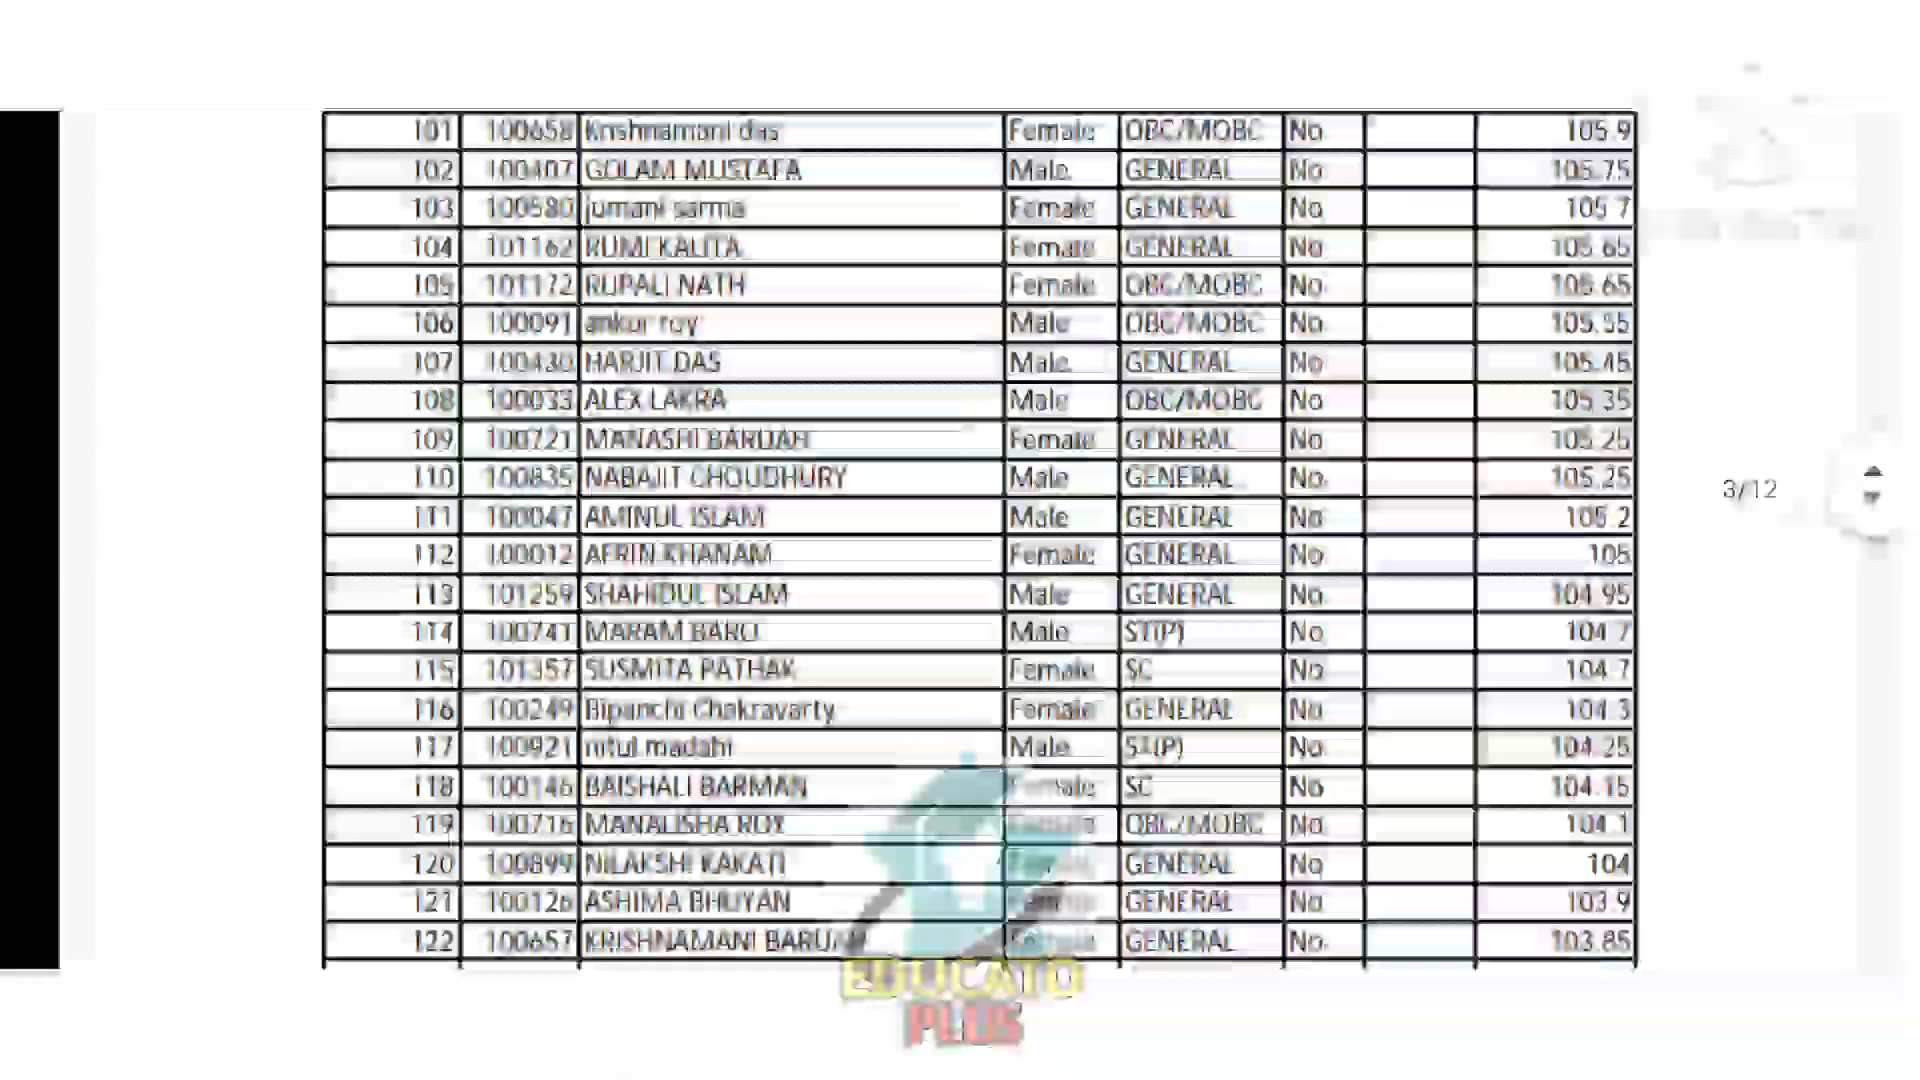 101 100658 Krishnamani das Female OBC/MOBC No 105.9
102 100407 GOLAM MUSTAFA Male GENERAL No 105.75
103 100580 jumani sarma Female GENERAL No 105.7
104 101162 RUMI KALITA Female GENERAL No 105.65
105 101172 RUPALI NATH Female OBC/MOBC No 105.65
106 100091 ankur roy Male OBC/MOBC No 105.55
107 100430 HARJIT DAS Male GENERAL No 105.45
108 100033 ALEX LAKRA Male OBC/MOBC No 105.35
109 100721 MANASHI BARUAH Female GENERAL No 105.25
110 100835 NABAJIT CHOUDHURY Male GENERAL No 105.25
111 100047 AMINUL ISLAM Male GENERAL No 105.2
112 100012 AFRIN KHANAM Female GENERAL No 105
113 101259 SHAHIDUL ISLAM Male GENERAL No 104.95
114 100741 MARAM BARO Male ST(P) No 104.7
115 101357 SUSMITA PATHAK Female SC No 104.7
116 100249 Bipanchi Chakravarty Female GENERAL No 104.3
117 100921 nitul madahi Male ST(P) No 104.25
118 100146 BAISHALI BARMAN Female SC No 104.15
119 100716 MANALISHA ROY Female OBC/MOBC No 104.1
120 100899 NILAKSHI KAKATI GENERAL No 104
121 100126 ASHIMA BHUYAN GENERAL No 103.9
122 100657 KRISHNAMANI Female GENERAL No 103.85
3/12
EDUCATO
PLUS